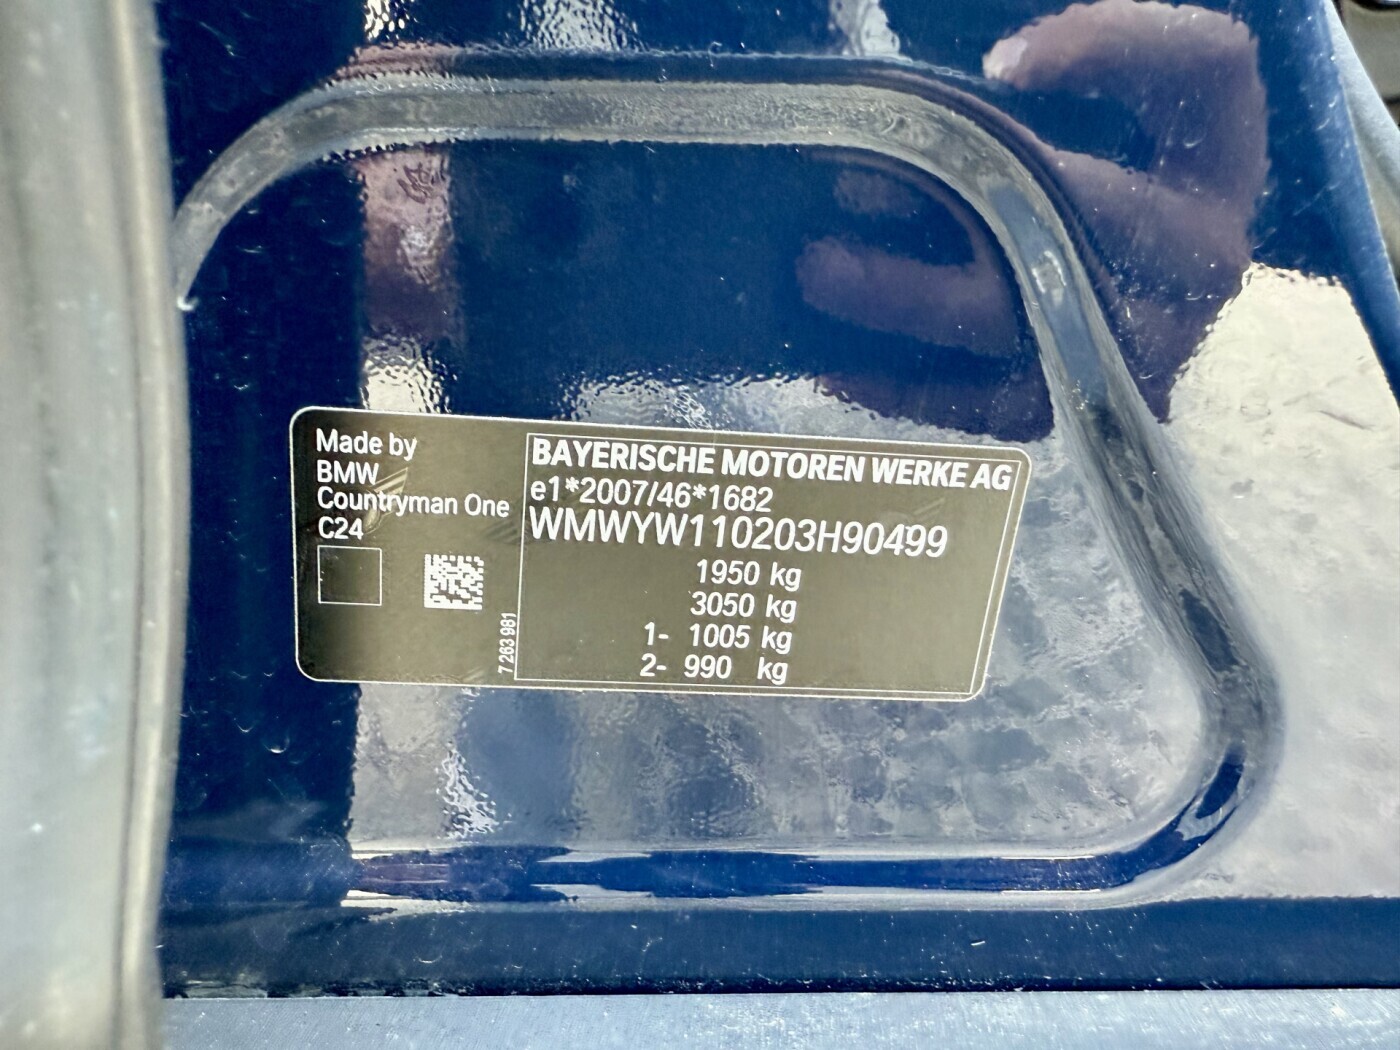 Made by
BMW
Countryman One
C24
7 263 981
BAYERISCHE MOTOREN WERKE AG
e1*2007/46*1682
WMWYW110203H90499
1950 kg
3050 kg
1- 1005 kg
2- 990 kg